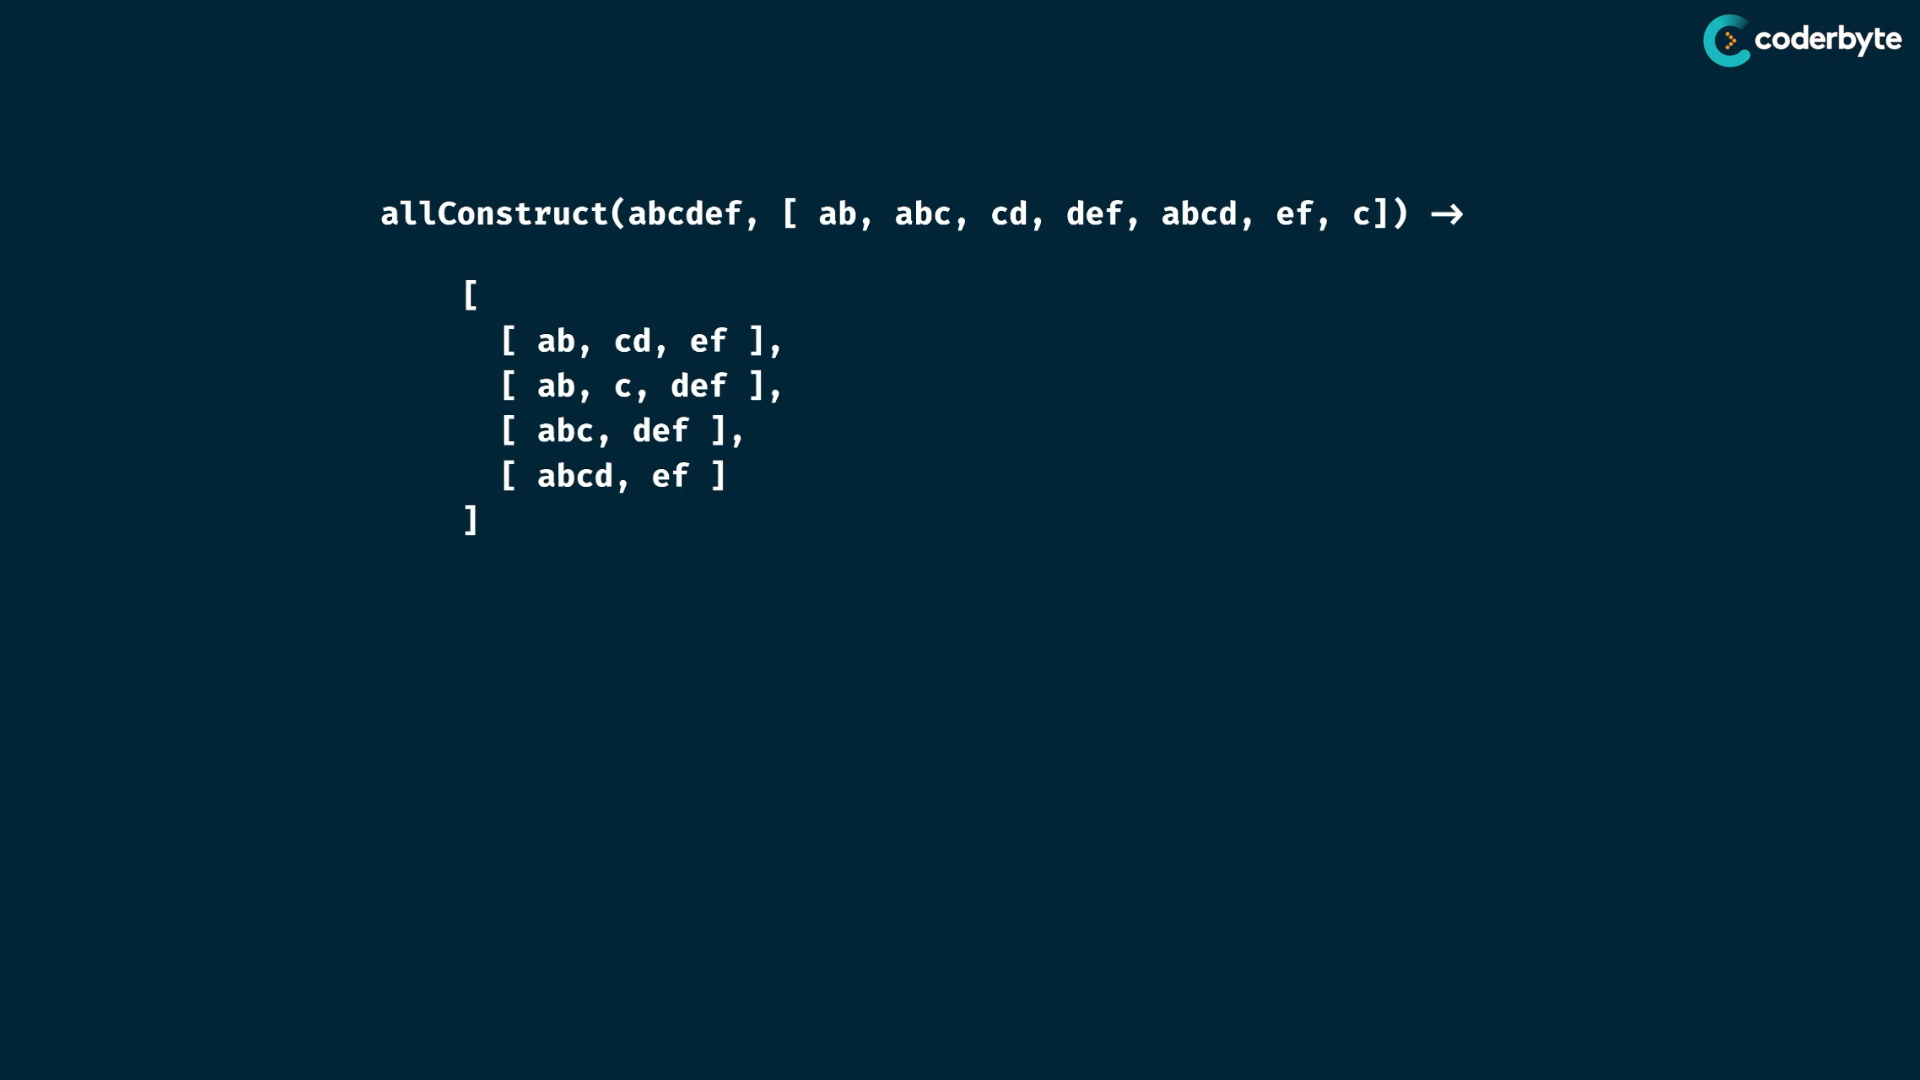 coderbyte
allConstruct(abcdef, [ ab, abc, cd, def, abcd, ef, c]) →
[
[ ab, cd, ef ],
[ ab, c, def ],
[ abc, def ],
[ abcd, ef ]
]